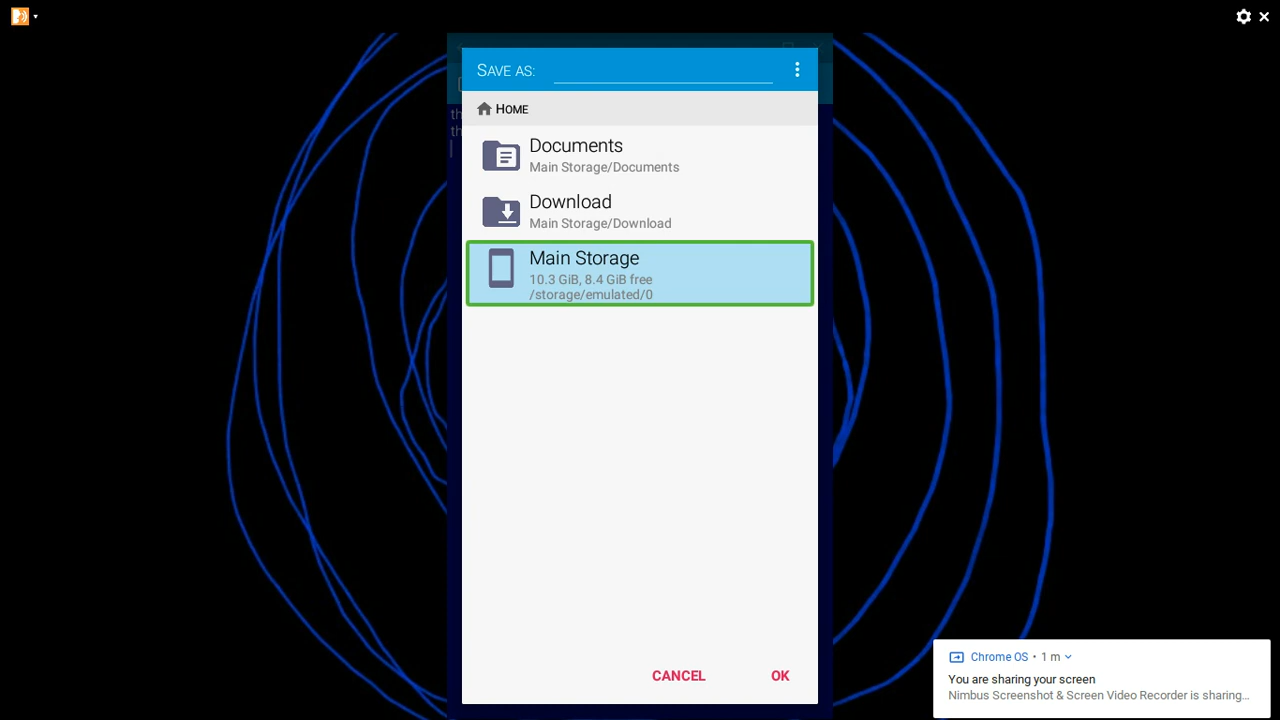 SAVE AS:
HOME
Documents
Main Storage/Documents
Download
Main Storage/Download
Main Storage
10.3 GiB, 8.4 GiB free
/storage/emulated/0
CANCEL OK
Chrome OS • 1 m
You are sharing your screen
Nimbus Screenshot & Screen Video Recorder is sharing...
th
th